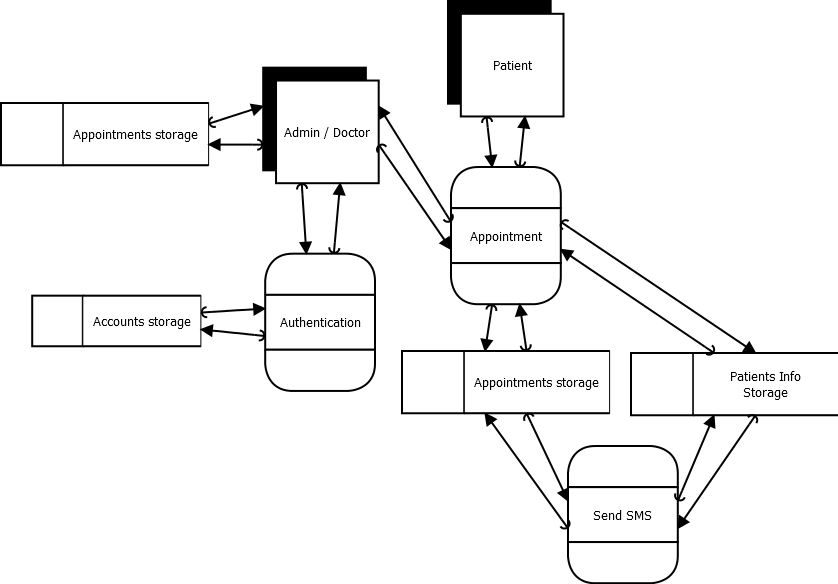 Patient
Appointments storage
Admin / Doctor
Appointment
Accounts storage
Authentication
Appointments storage
Patients Info
Storage
Send SMS